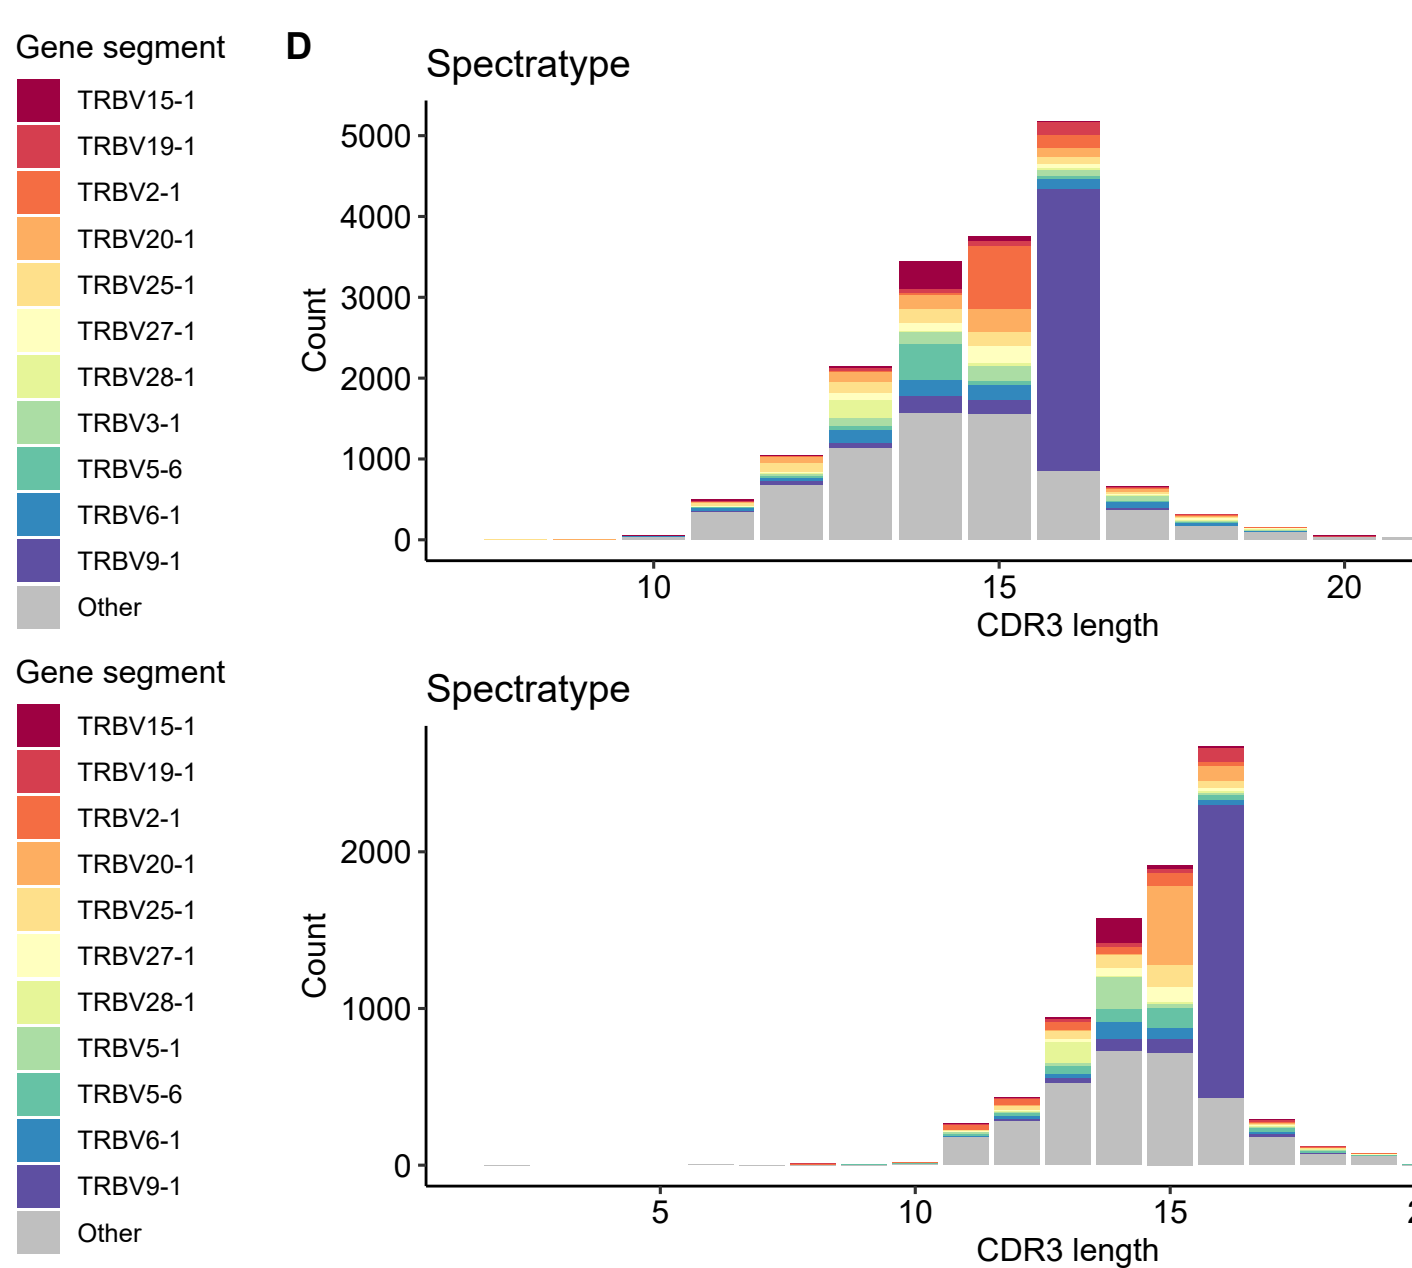 Gene segment
TRBV15-1
TRBV19-1
TRBV2-1
TRBV20-1
TRBV25-1
TRBV27-1
TRBV28-1
TRBV3-1
TRBV5-6
TRBV6-1
TRBV9-1
Other
D
Spectratype
5000
4000
3000
2000
1000
0
Count
10
15
20
CDR3 length
Gene segment
TRBV15-1
TRBV19-1
TRBV2-1
TRBV20-1
TRBV25-1
TRBV27-1
TRBV28-1
TRBV5-1
TRBV5-6
TRBV6-1
TRBV9-1
Other
Spectratype
2000
1000
0
Count
5
10
15
CDR3 length